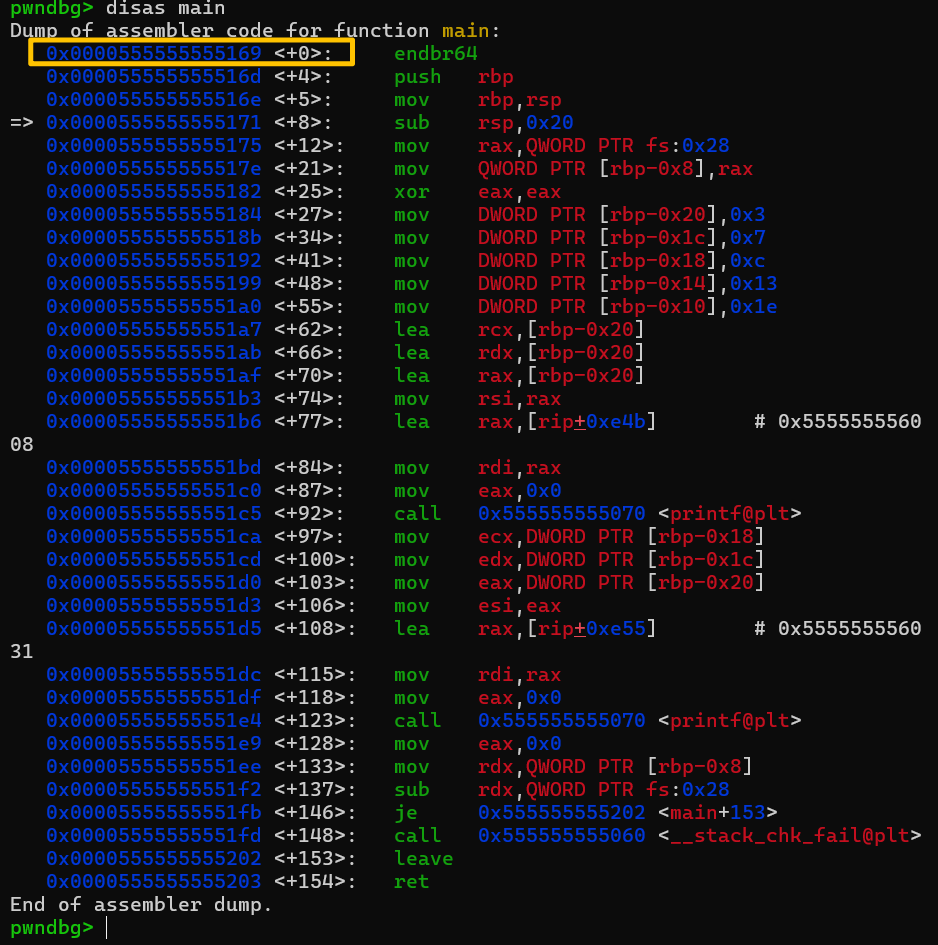 pwndbg> disas main
Dump of assembler code for function main:
   0x0000555555555169 <+0>:     endbr64
   0x000055555555516d <+4>:     push   rbp
   0x000055555555516e <+5>:     mov    rbp,rsp
=> 0x0000555555555171 <+8>:     sub    rsp,0x20
   0x0000555555555175 <+12>:    mov    rax,QWORD PTR fs:0x28
   0x000055555555517e <+21>:    mov    QWORD PTR [rbp-0x8],rax
   0x0000555555555182 <+25>:    xor    eax,eax
   0x0000555555555184 <+27>:    mov    DWORD PTR [rbp-0x20],0x3
   0x000055555555518b <+34>:    mov    DWORD PTR [rbp-0x1c],0x7
   0x0000555555555192 <+41>:    mov    DWORD PTR [rbp-0x18],0xc
   0x0000555555555199 <+48>:    mov    DWORD PTR [rbp-0x14],0x13
   0x00005555555551a0 <+55>:    mov    DWORD PTR [rbp-0x10],0x1e
   0x00005555555551a7 <+62>:    lea    rcx,[rbp-0x20]
   0x00005555555551ab <+66>:    lea    rdx,[rbp-0x20]
   0x00005555555551af <+70>:    lea    rax,[rbp-0x20]
   0x00005555555551b3 <+74>:    mov    rsi,rax
   0x00005555555551b6 <+77>:    lea    rax,[rip+0xe4b]        # 0x5555555560
08
   0x00005555555551bd <+84>:    mov    rdi,rax
   0x00005555555551c0 <+87>:    mov    eax,0x0
   0x00005555555551c5 <+92>:    call   0x555555555070 <printf@plt>
   0x00005555555551ca <+97>:    mov    ecx,DWORD PTR [rbp-0x18]
   0x00005555555551cd <+100>:   mov    edx,DWORD PTR [rbp-0x1c]
   0x00005555555551d0 <+103>:   mov    eax,DWORD PTR [rbp-0x20]
   0x00005555555551d3 <+106>:   mov    esi,eax
   0x00005555555551d5 <+108>:   lea    rax,[rip+0xe55]        # 0x5555555560
31
   0x00005555555551dc <+115>:   mov    rdi,rax
   0x00005555555551df <+118>:   mov    eax,0x0
   0x00005555555551e4 <+123>:   call   0x555555555070 <printf@plt>
   0x00005555555551e9 <+128>:   mov    eax,0x0
   0x00005555555551ee <+133>:   mov    rdx,QWORD PTR [rbp-0x8]
   0x00005555555551f2 <+137>:   sub    rdx,QWORD PTR fs:0x28
   0x00005555555551fb <+146>:   je     0x555555555202 <main+153>
   0x00005555555551fd <+148>:   call   0x555555555060 <__stack_chk_fail@plt>
   0x0000555555555202 <+153>:   leave
   0x0000555555555203 <+154>:   ret
End of assembler dump.
pwndbg>